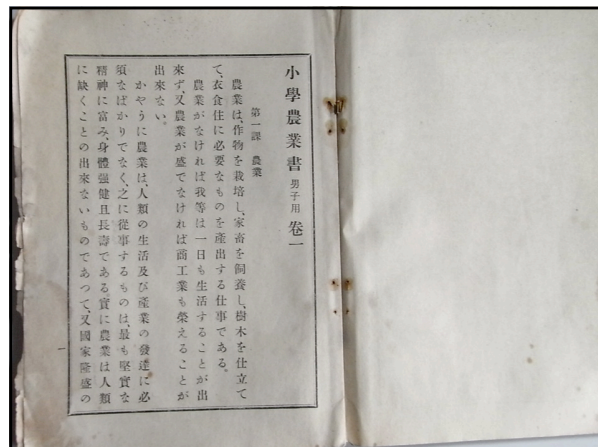 小學農業書 男子用 卷一
第一課 農業
農業は、作物を栽培し、家畜を飼養し、樹木を仕立て
て、衣食住に必要なものを產出する仕事である。
農業がなければ我等は一日も生活することが出
來ず、又農業が盛でなければ商工業も榮えることが
出來ない。
かやうに農業は、人類の生活及び產業の發達に必
須なばかりでなく、之に從事するものは、最も堅實な
精神に富み、身體强健且長壽である。實に農業は人類
に缺くことの出來ないものであつて、又國家隆盛の
一